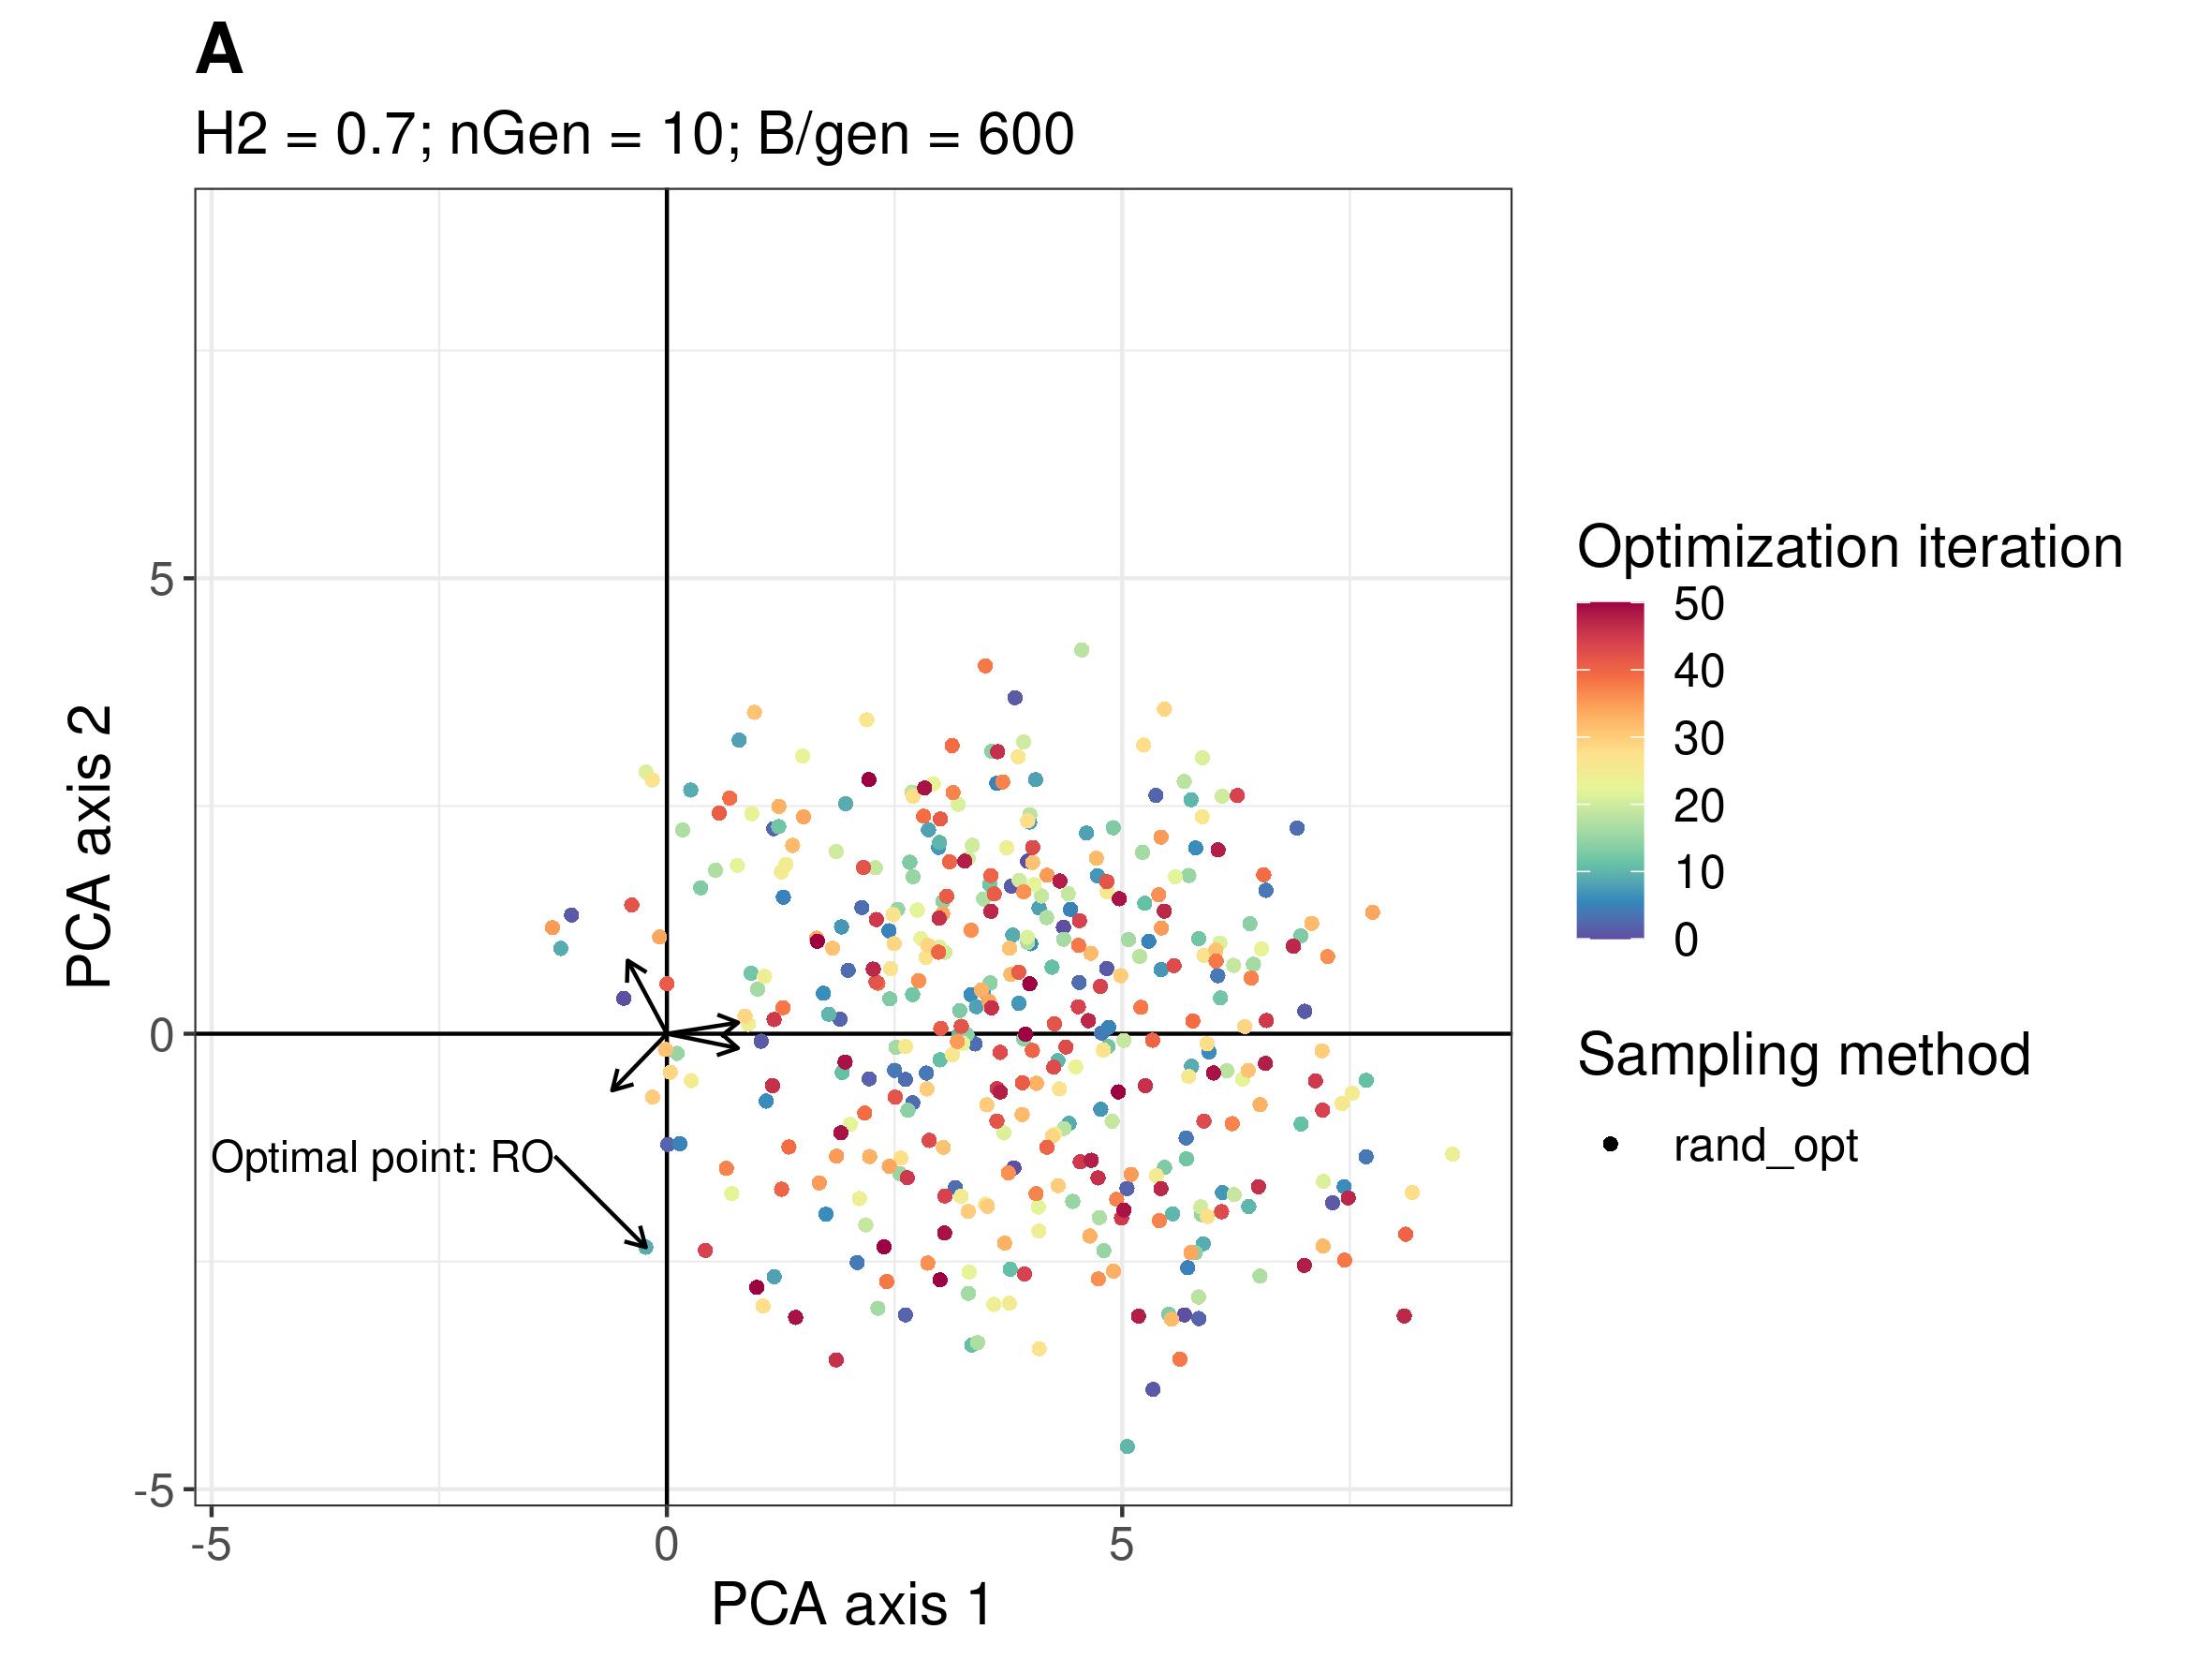 A
H2 = 0.7; nGen = 10; B/gen = 600
PCA axis 2
5
0
-5
Optimal point: RO
-5
0
5
PCA axis 1
Optimization iteration
50
40
30
20
10
0
Sampling method
rand_opt